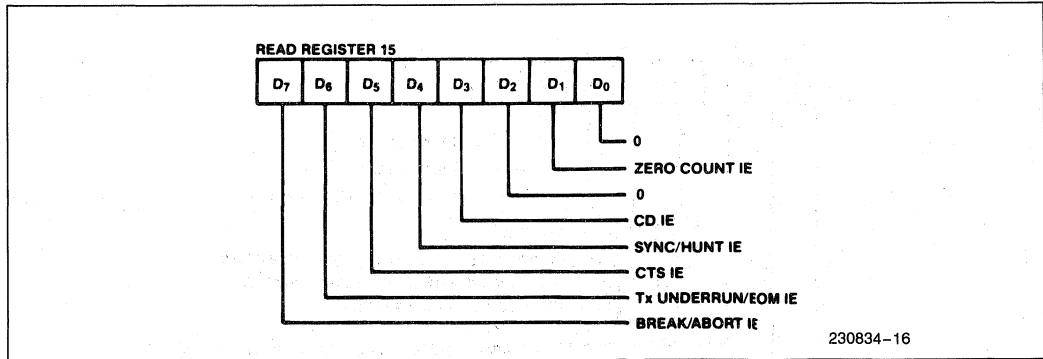 READ REGISTER 15
D7 D6 D5 D4 D3 D2 D1 D0
0
ZERO COUNT IE
0
CD IE
SYNC/HUNT IE
CTS IE
Tx UNDERRUN/EOM IE
BREAK/ABORT IE
230834-16